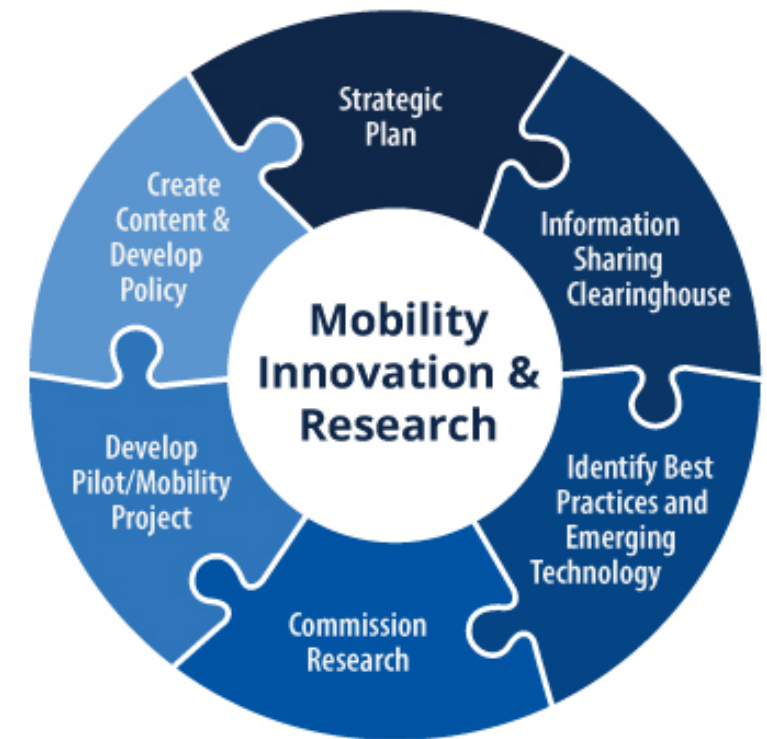 Strategic
Plan
Information
Sharing
Clearinghouse
Identify Best
Practices and
Emerging
Technology
Commission
Research
Develop
Pilot/Mobility
Project
Create
Content &
Develop
Policy
Mobility
Innovation &
Research